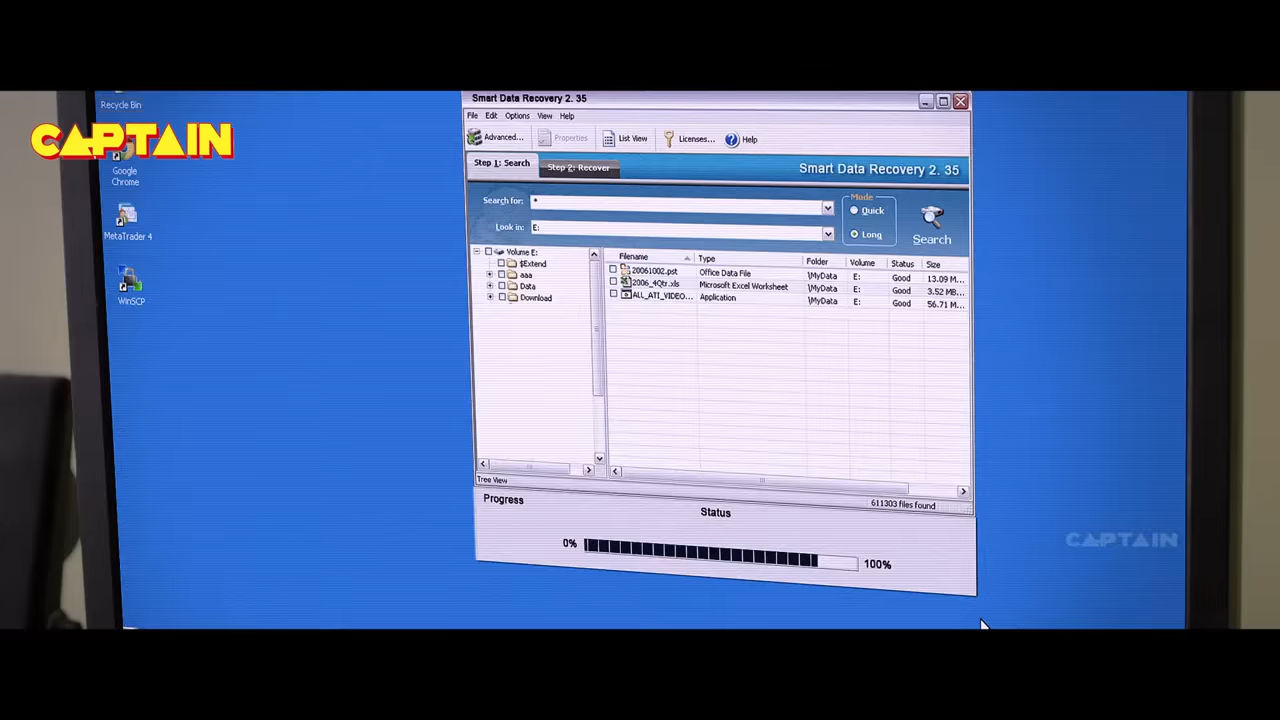 Recycle Bin
CAPTAIN
Google
Chrome
MetaTrader 4
WinSCP
Smart Data Recovery 2. 35
File Edit Options View Help
Advanced... Properties List View Licenses... Help
Step 1: Search Step 2: Recover Smart Data Recovery 2. 35
Search for: *
Look in: E:
Mode
Quick
Long
Search
Volume E:
$Extend
aaa
Data
Download
Filename Type Folder Volume Status Size
20061002.pst Office Data File \MyData E: Good 13.09 M...
2006_4Qtr.xls Microsoft Excel Worksheet \MyData E: Good 3.52 MB...
ALL_ATI_VIDEO... Application \MyData E: Good 56.71 M...
Tree View
611303 files found
Progress
Status
0% 100%
CAPTAIN